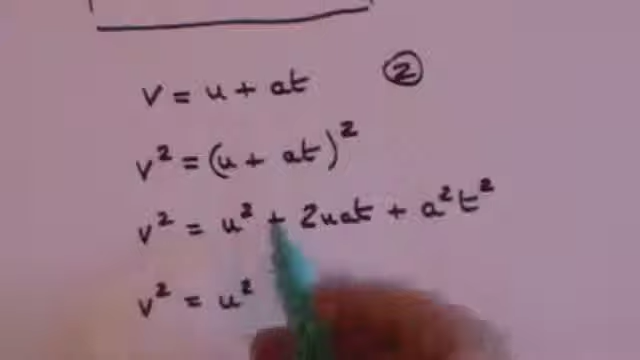 v = u + at ②
v² = (u + at)²
v² = u² + 2uat + a²t²
v² = u²